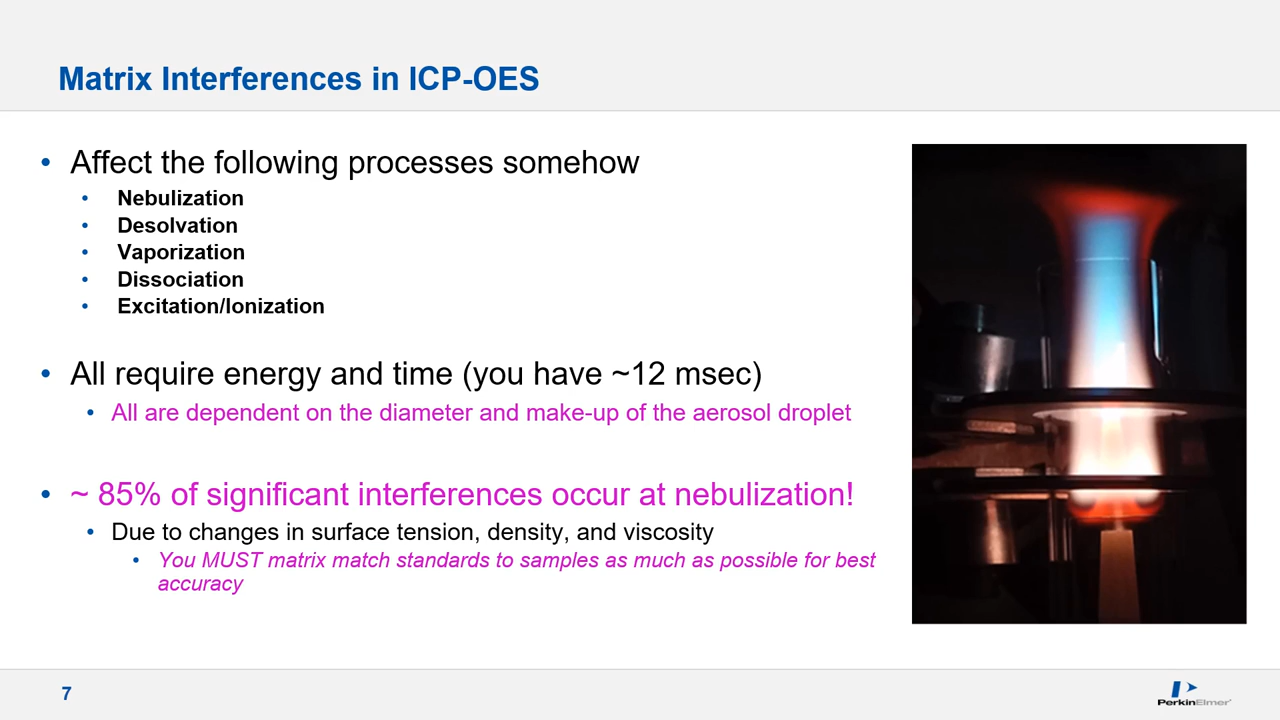 Matrix Interferences in ICP-OES
• Affect the following processes somehow
• Nebulization
• Desolvation
• Vaporization
• Dissociation
• Excitation/Ionization
• All require energy and time (you have ~12 msec)
• All are dependent on the diameter and make-up of the aerosol droplet
• ~ 85% of significant interferences occur at nebulization!
• Due to changes in surface tension, density, and viscosity
• You MUST matrix match standards to samples as much as possible for best
accuracy
7
PerkinElmer